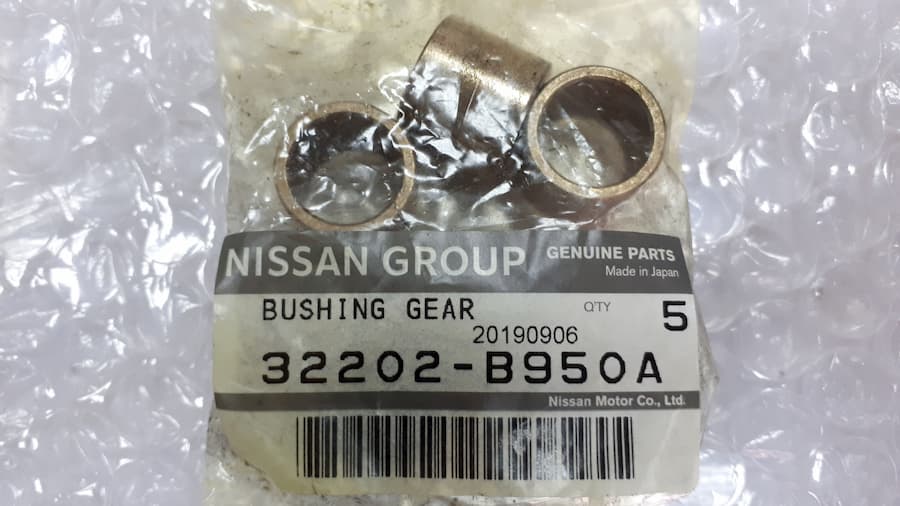 NISSAN GROUP GENUINE PARTS
Made in Japan
BUSHING GEAR Q'TY 5
20190906
32202-B950A
Nissan Motor Co., Ltd.